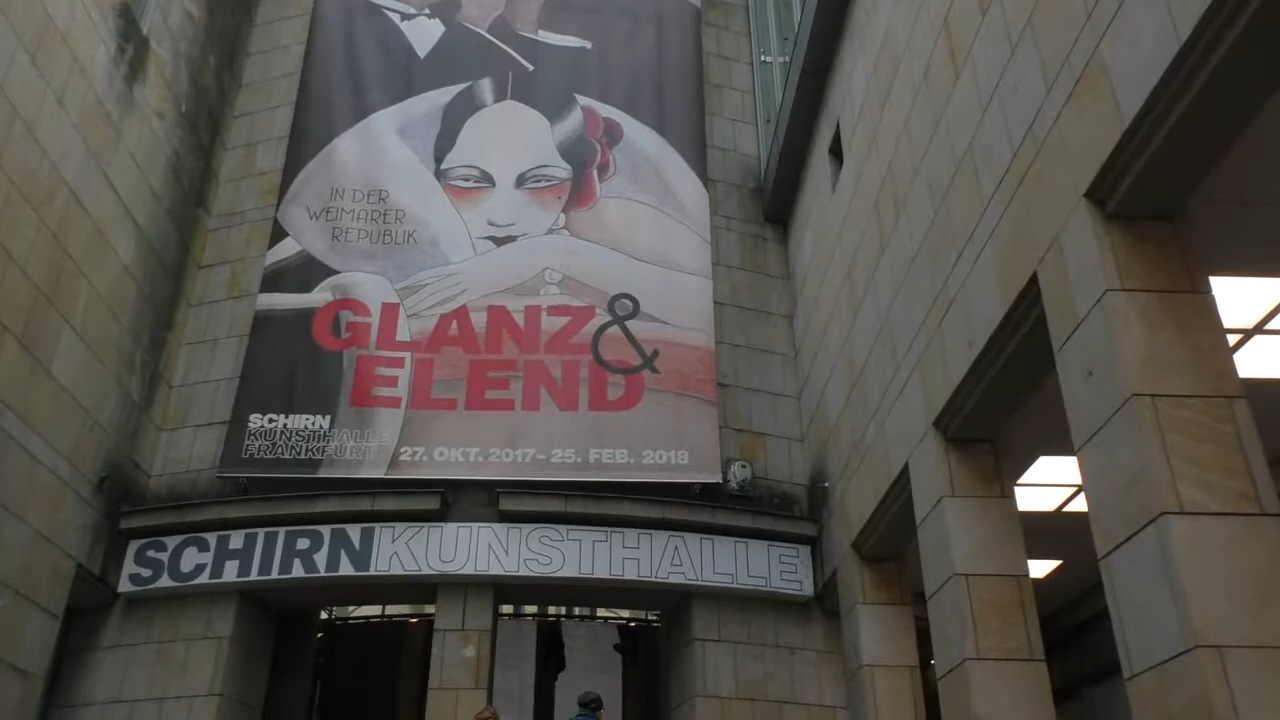 IN DER
WEIMARER
REPUBLIK
GLANZ &
ELEND
SCHIRN
KUNSTHALLE
FRANKFURT
27. OKT. 2017– 25. FEB. 2018
SCHIRNKUNSTHALLE